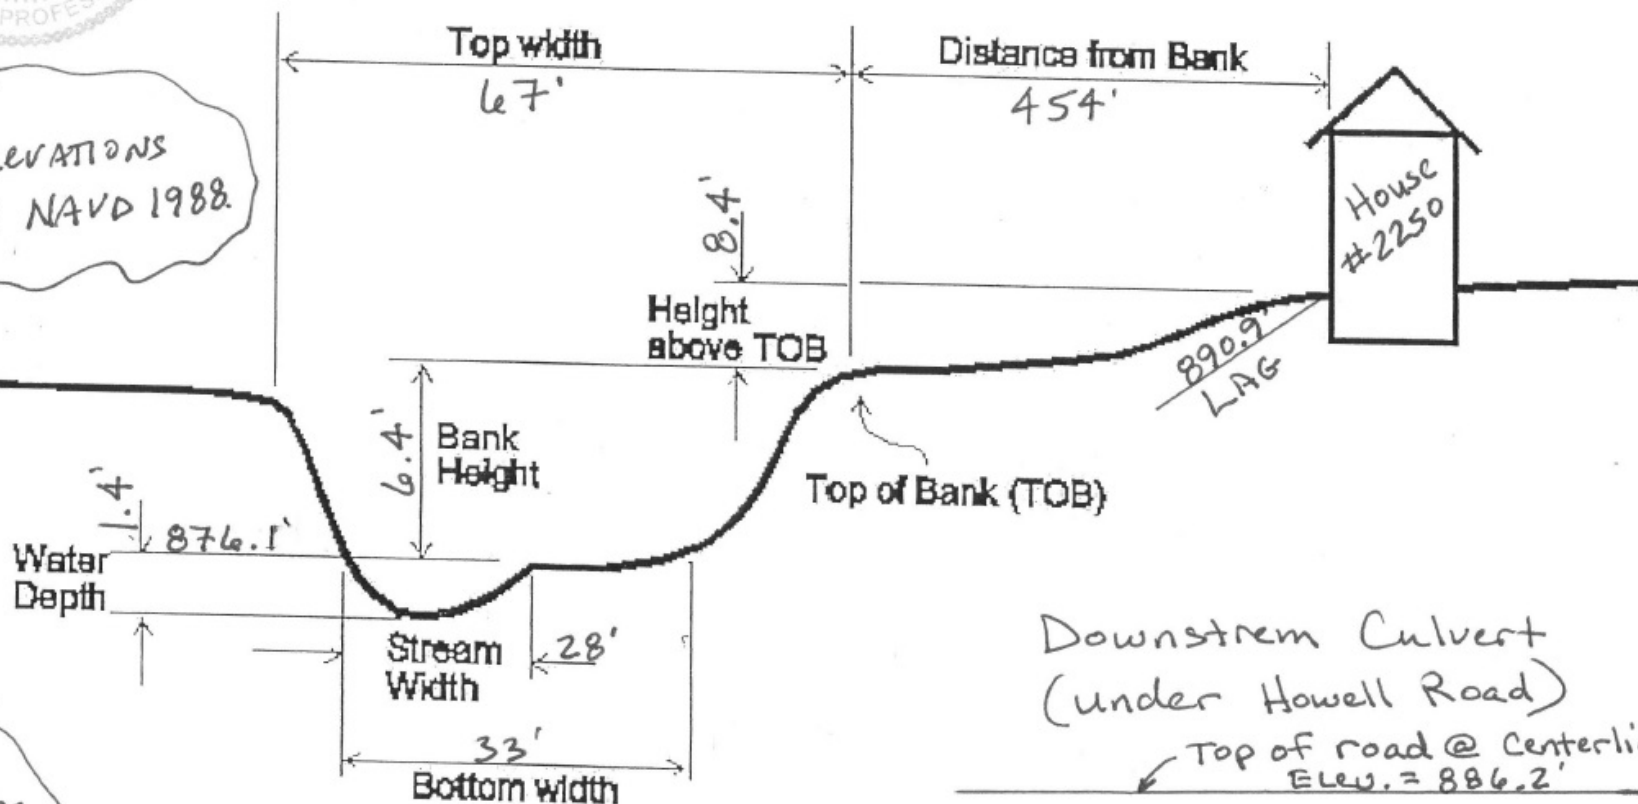 PROFES
Top width
67'
Distance from Bank
454'
EVATIONS
NAVD 1988.
8.4'
House
#2250
Height
above TOB
890.9'
LAG
6.4'
Bank
Height
Top of Bank (TOB)
1.4'
876.1'
Water
Depth
Stream
Width
28'
33'
Bottom width
Downstrem Culvert
(under Howell Road)
Top of road @ Centerli
Elev. = 886.2'